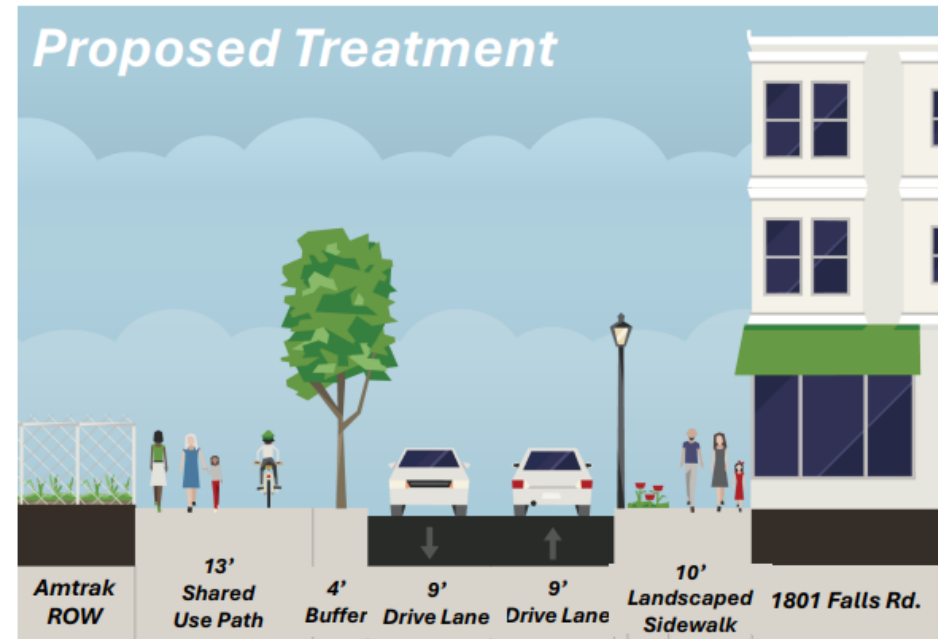 Proposed Treatment
Amtrak
ROW
13’
Shared
Use Path
4’
Buffer
9’
Drive Lane
9’
Drive Lane
10’
Landscaped
Sidewalk
1801 Falls Rd.